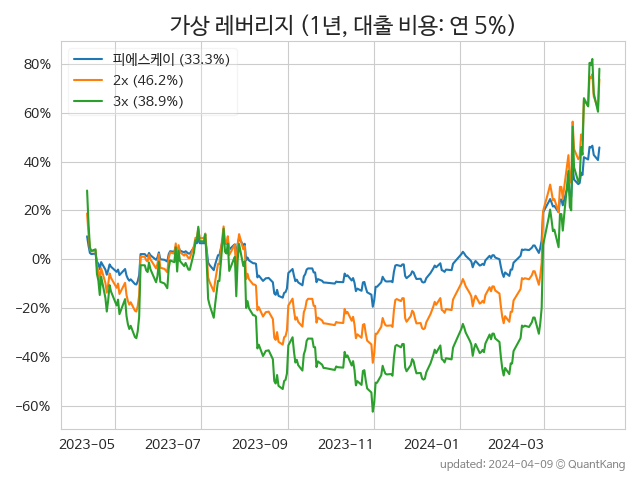 가상 레버리지 (1년, 대출 비용: 연 5%)
피에스케이 (33.3%)
2x (46.2%)
3x (38.9%)
80%
60%
40%
20%
0%
−20%
−40%
−60%
2023-05 2023-07 2023-09 2023-11 2024-01 2024-03
updated: 2024-04-09 © QuantKang